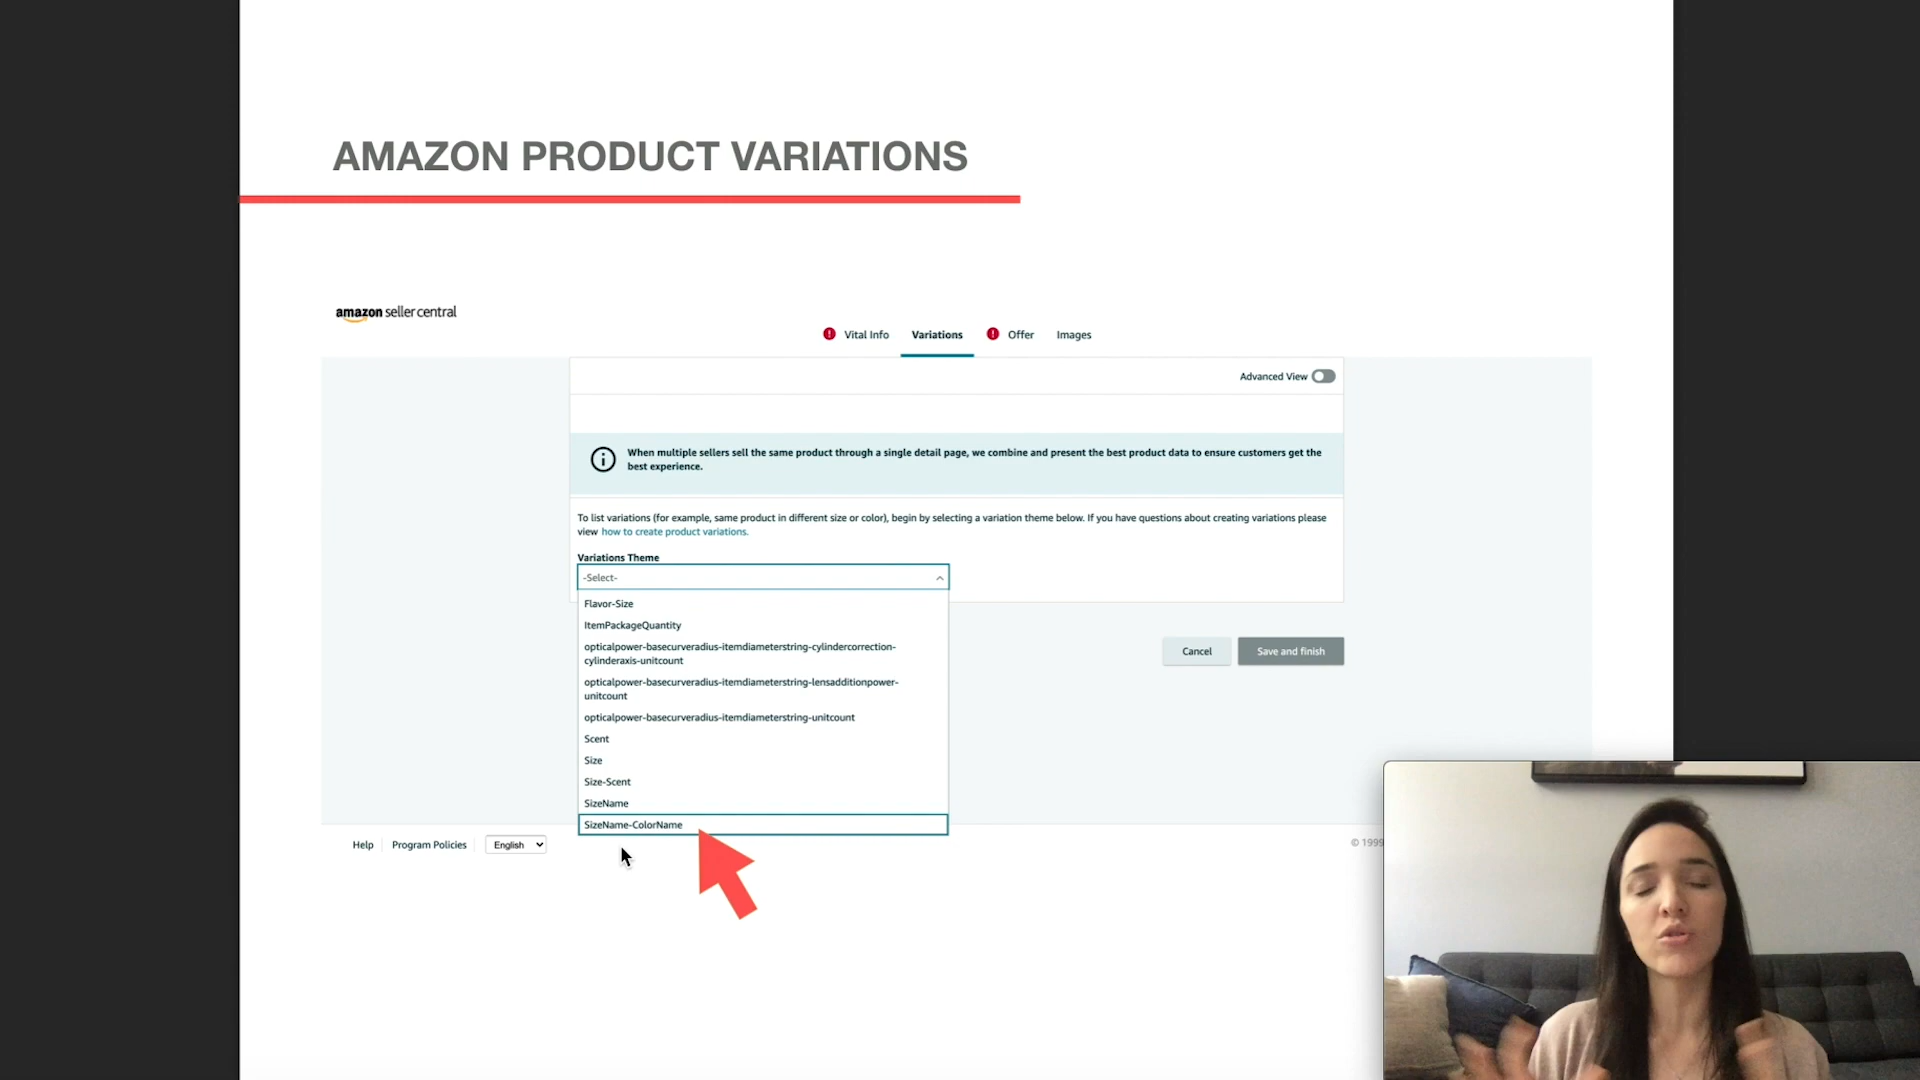 AMAZON PRODUCT VARIATIONS
amazon seller central
Vital Info
Variations
Offer
Images
Advanced View
When multiple sellers sell the same product through a single detail page, we combine and present the best product data to ensure customers get the
best experience.
To list variations (for example, same product in different size or color), begin by selecting a variation theme below. If you have questions about creating variations please
view how to create product variations.
Variations Theme
-Select-
Flavor-Size
ItemPackageQuantity
opticalpower-basecurveradius-itemdiameterstring-cylindercorrection-
cylinderaxis-unitcount
opticalpower-basecurveradius-itemdiameterstring-lensadditionpower-
unitcount
opticalpower-basecurveradius-itemdiameterstring-unitcount
Scent
Size
Size-Scent
SizeName
SizeName-ColorName
Cancel
Save and finish
Help
Program Policies
English
© 1999